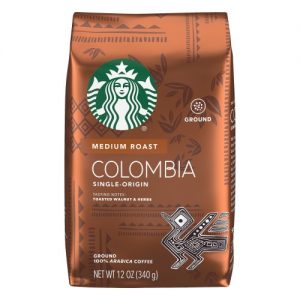 GROUND
MEDIUM ROAST
COLOMBIA
SINGLE-ORIGIN
TASTING NOTES:
TOASTED WALNUT & HERBS
GROUND
100% ARABICA COFFEE
NET WT 12 OZ (340g)